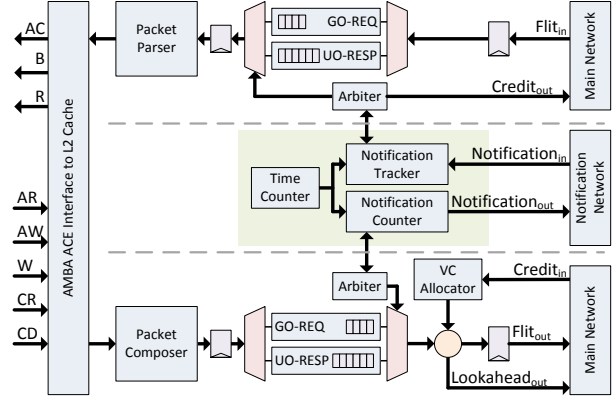 AC
B
R
AR
AW
W
CR
CD
AMBA ACE Interface to L2 Cache
Packet
Parser
GO-REQ
UO-RESP
Arbiter
Flit_in
Credit_out
Main Network
Time
Counter
Notification
Tracker
Notification
Counter
Notification_in
Notification_out
Notification
Network
Packet
Composer
Arbiter
GO-REQ
UO-RESP
VC
Allocator
Credit_in
Flit_out
Lookahead_out
Main Network